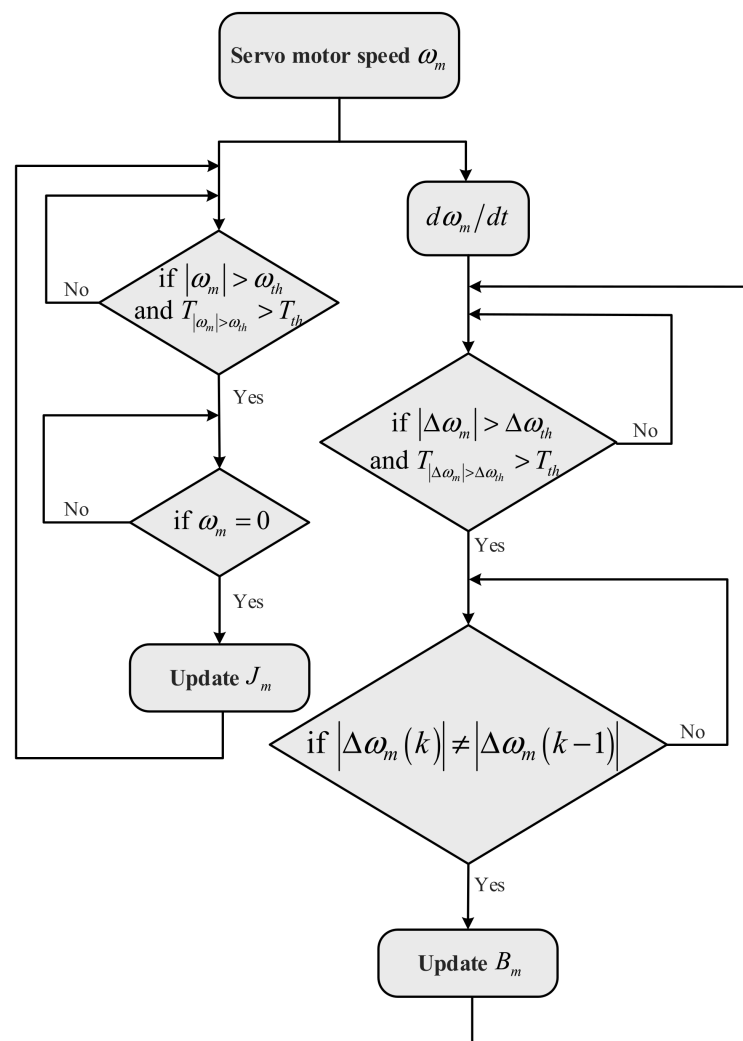 Servo motor speed ωₘ
dωₘ/dt
if |ωₘ| > ωₜₕ
and T_{|ωₘ|>ωₜₕ} > Tₜₕ
No
Yes
if ωₘ = 0
No
Yes
Update Jₘ
if |Δωₘ| > Δωₜₕ
and T_{|Δωₘ|>Δωₜₕ} > Tₜₕ
No
Yes
if |Δωₘ(k)| ≠ |Δωₘ(k−1)|
No
Yes
Update Bₘ